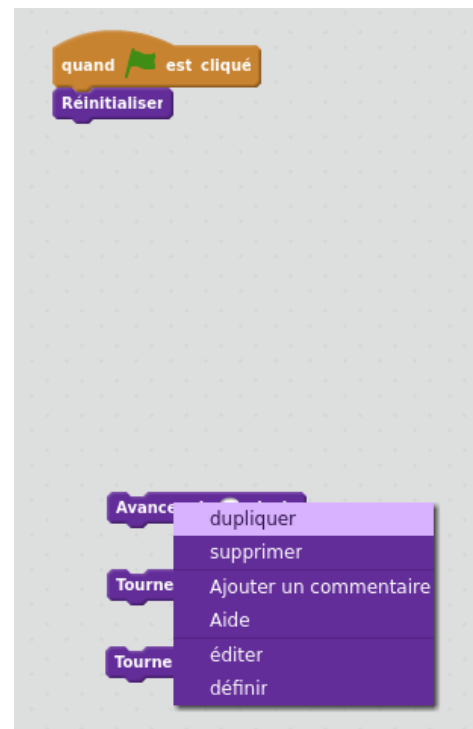 quand est cliqué
Réinitialiser
Avance
dupliquer
supprimer
Tourne
Ajouter un commentaire
Aide
Tourne
éditer
définir